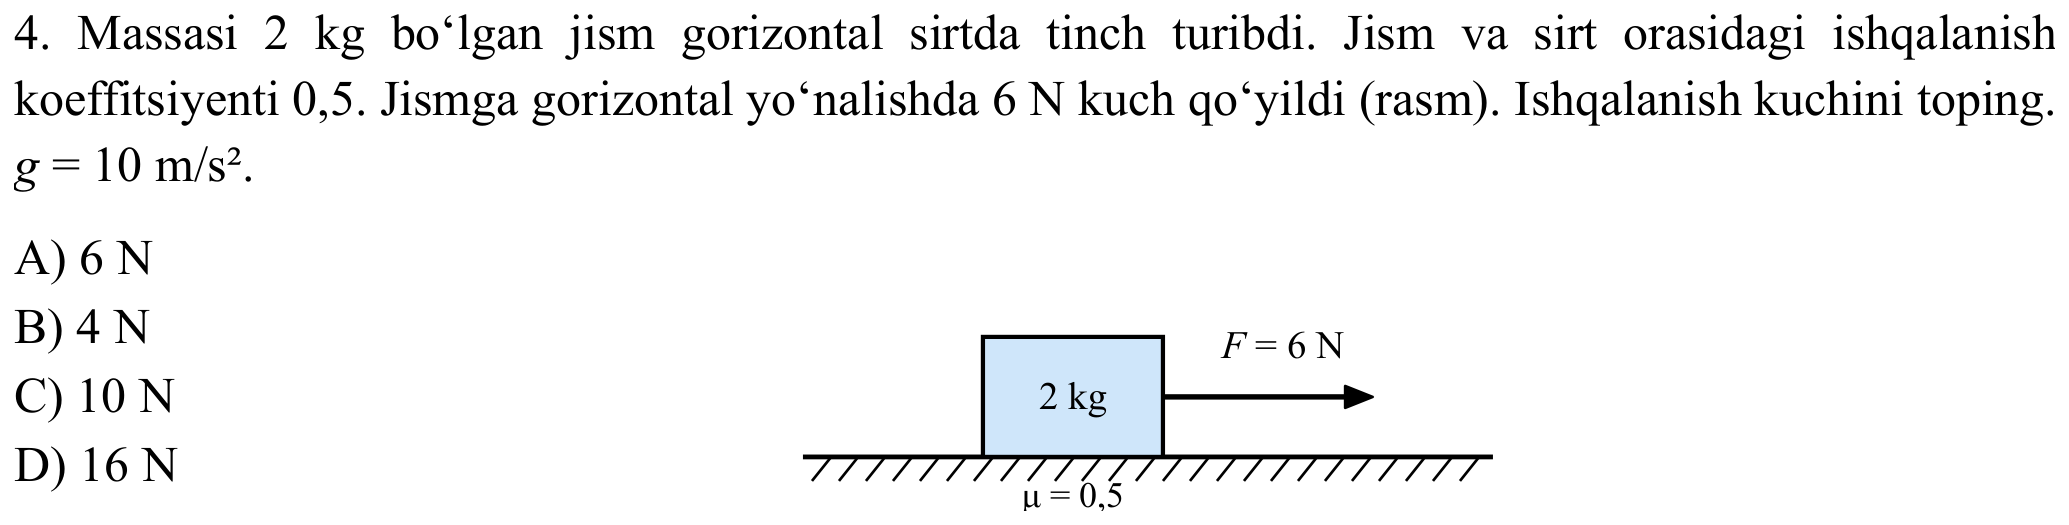 4. Massasi 2 kg bo‘lgan jism gorizontal sirtda tinch turibdi. Jism va sirt orasidagi ishqalanish
koeffitsiyenti 0,5. Jismga gorizontal yo‘nalishda 6 N kuch qo‘yildi (rasm). Ishqalanish kuchini toping.
g = 10 m/s².
A) 6 N
B) 4 N
C) 10 N
D) 16 N
F = 6 N
2 kg
μ = 0,5